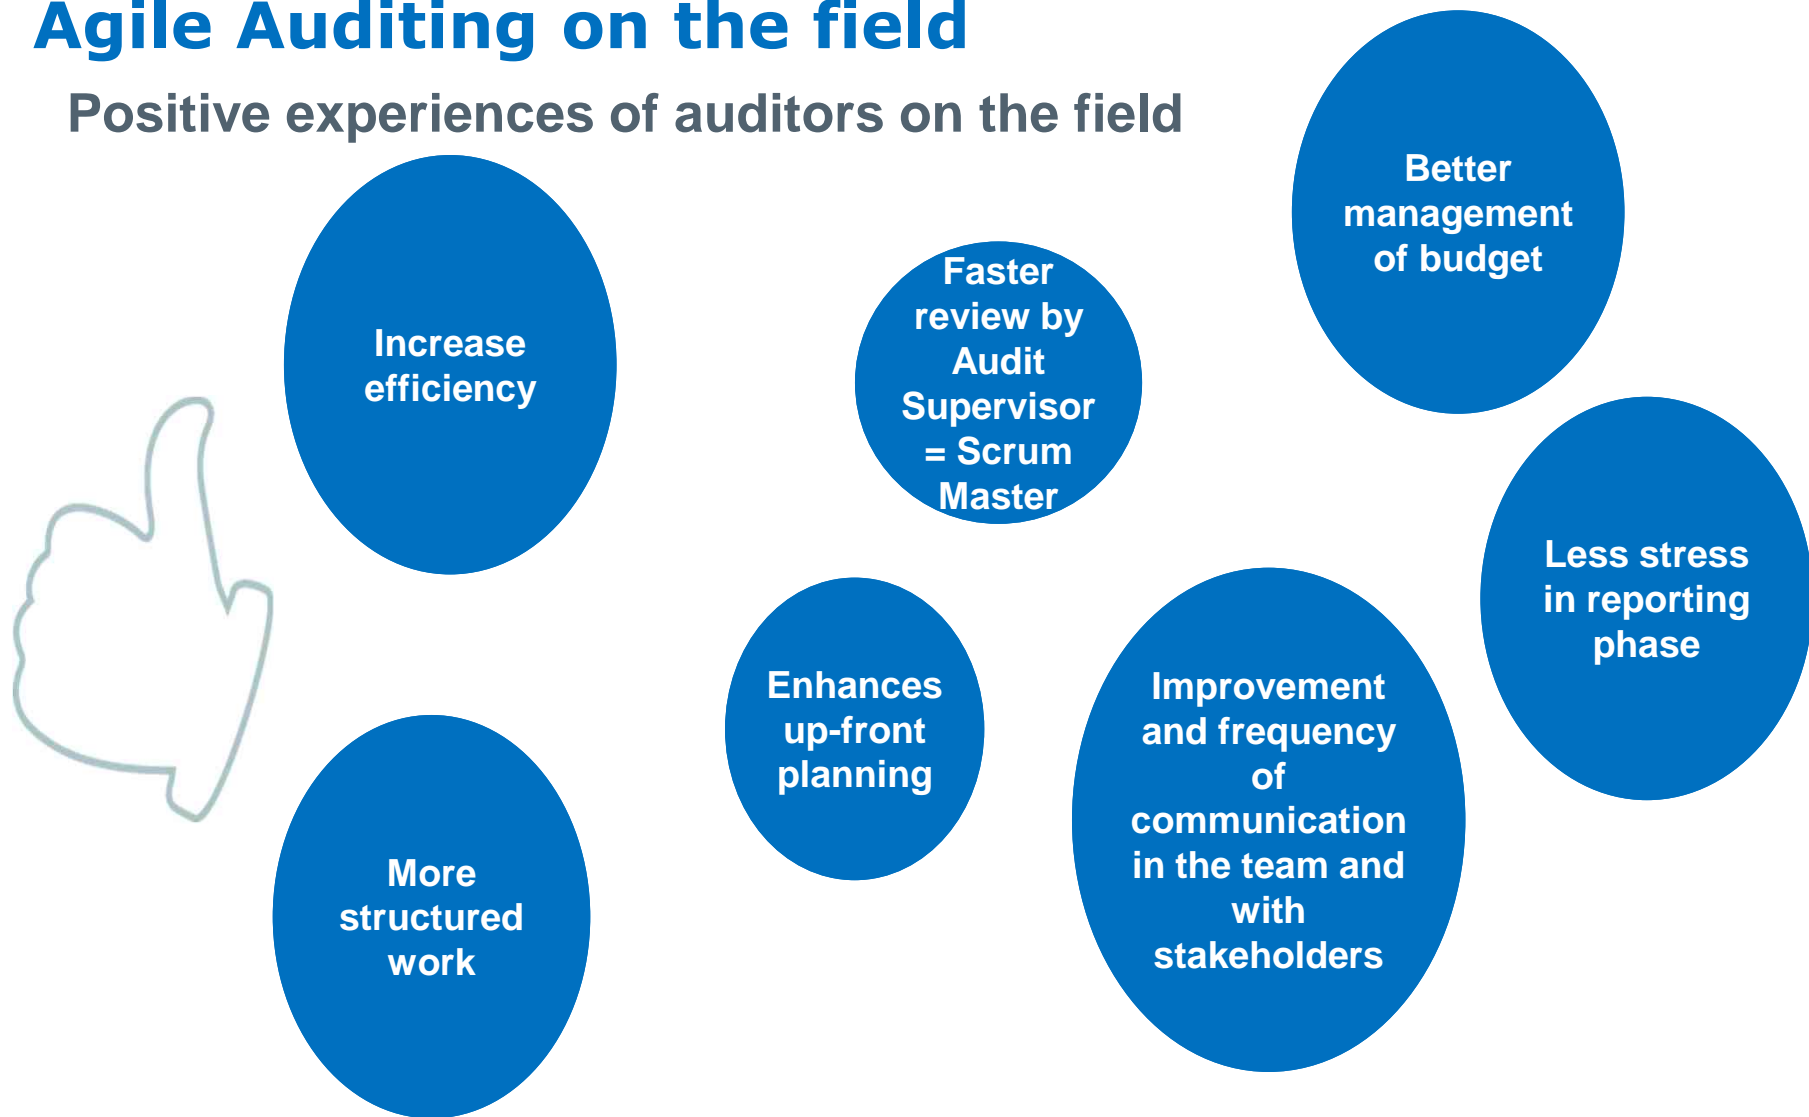 Agile Auditing on the field
Positive experiences of auditors on the field
Better
management
of budget
Faster
review by
Audit
Supervisor
= Scrum
Master
Increase
efficiency
Less stress
in reporting
phase
Enhances
up-front
planning
Improvement
and frequency
of
communication
in the team and
with
stakeholders
More
structured
work